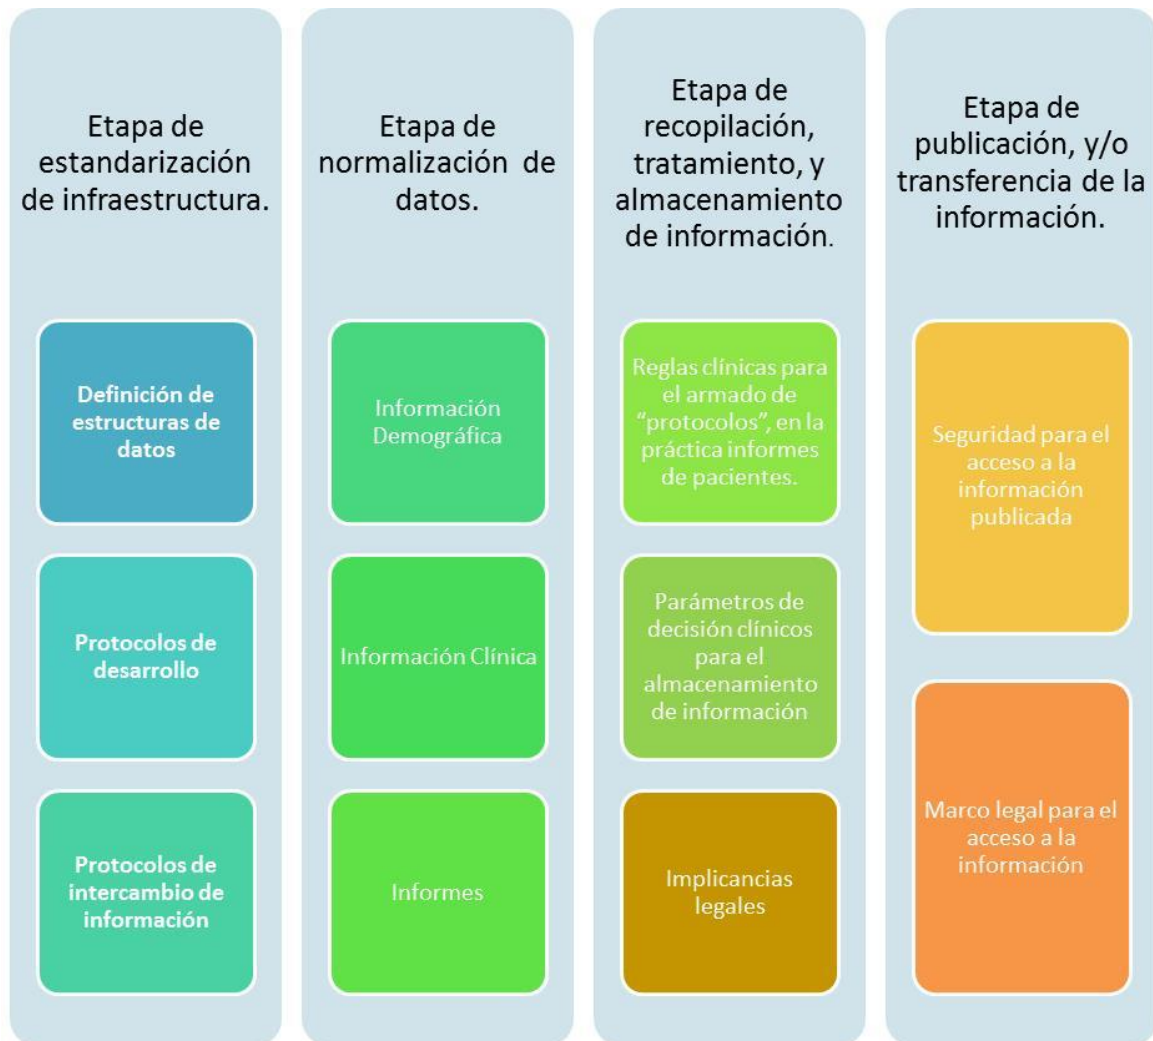 Etapa de
estandarización
de infraestructura.
Definición de
estructuras de
datos
Protocolos de
desarrollo
Protocolos de
intercambio de
información
Etapa de
normalización de
datos.
Información
Demográfica
Información Clínica
Informes
Etapa de
recopilación,
tratamiento, y
almacenamiento
de información.
Reglas clínicas para
el armado de
“protocolos”, en la
práctica informes
de pacientes.
Parámetros de
decisión clínicos
para el
almacenamiento
de información
Implicancias
legales
Etapa de
publicación, y/o
transferencia de la
información.
Seguridad para el
acceso a la
información
publicada
Marco legal para el
acceso a la
información